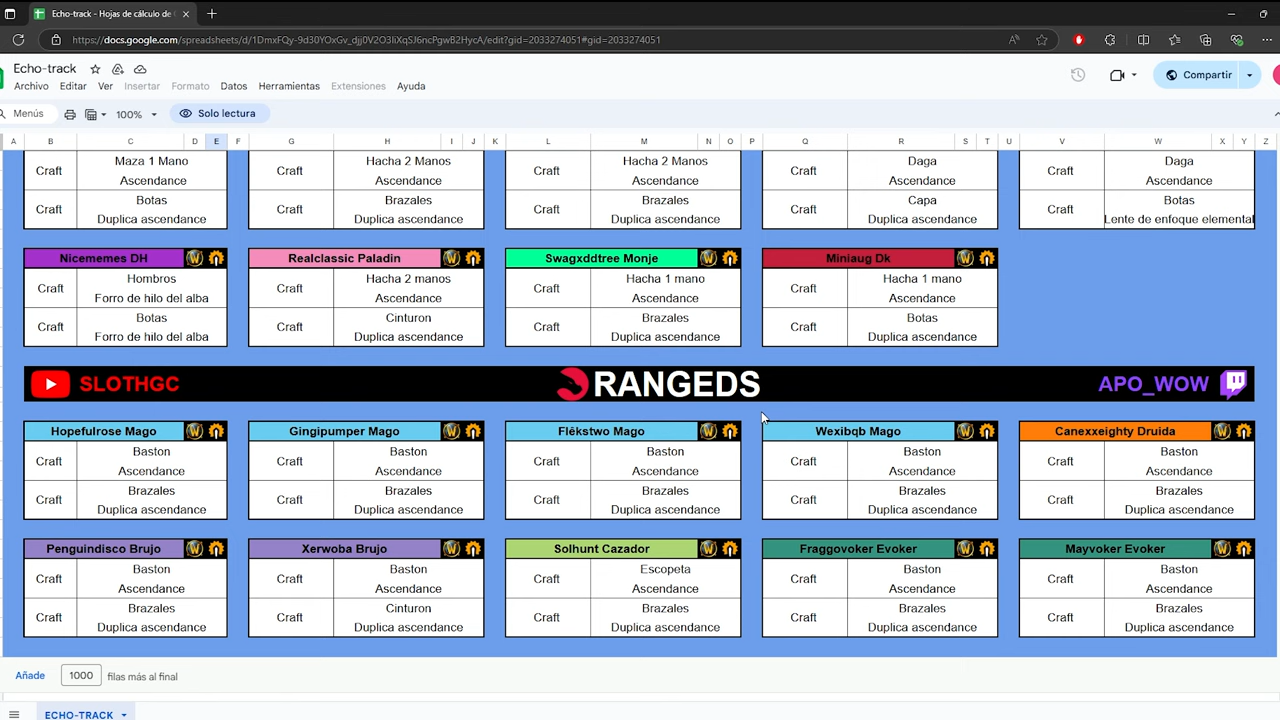 Echo-track - Hojas de cálculo de
https://docs.google.com/spreadsheets/d/1DmxFQy-9d30YOxGv_djj0V2O3IiXqSJ6ncPgwB2HycA/edit?gid=2033274051#gid=2033274051
Echo-track
Archivo Editar Ver Insertar Formato Datos Herramientas Extensiones Ayuda
Compartir
Menús 100% Solo lectura
A B C D E F G H I J K L M N O P Q R S T U V W X Y Z
Craft Maza 1 Mano Craft Hacha 2 Manos Craft Hacha 2 Manos Craft Daga Craft Daga
Ascendance Ascendance Ascendance Ascendance Ascendance
Craft Botas Craft Brazales Craft Brazales Craft Capa Craft Botas
Duplica ascendance Duplica ascendance Duplica ascendance Duplica ascendance Lente de enfoque elemental
Nicememes DH Realclassic Paladin Swagxddtree Monje Miniaug Dk
Craft Hombros Craft Hacha 2 manos Craft Hacha 1 mano Craft Hacha 1 mano
Forro de hilo del alba Ascendance Ascendance Ascendance
Craft Botas Craft Cinturon Craft Brazales Craft Botas
Forro de hilo del alba Duplica ascendance Duplica ascendance Duplica ascendance
SLOTHGC RANGEDS APO_WOW
Hopefulrose Mago Gingipumper Mago Flêkstwo Mago Wexibqb Mago Canexxeighty Druida
Craft Baston Craft Baston Craft Baston Craft Baston Craft Baston
Ascendance Ascendance Ascendance Ascendance Ascendance
Craft Brazales Craft Brazales Craft Brazales Craft Brazales Craft Brazales
Duplica ascendance Duplica ascendance Duplica ascendance Duplica ascendance Duplica ascendance
Penguindisco Brujo Xerwoba Brujo Solhunt Cazador Fraggovoker Evoker Mayvoker Evoker
Craft Baston Craft Baston Craft Escopeta Craft Baston Craft Baston
Ascendance Ascendance Ascendance Ascendance Ascendance
Craft Brazales Craft Cinturon Craft Brazales Craft Brazales Craft Brazales
Duplica ascendance Duplica ascendance Duplica ascendance Duplica ascendance Duplica ascendance
Añade 1000 filas más al final
ECHO-TRACK